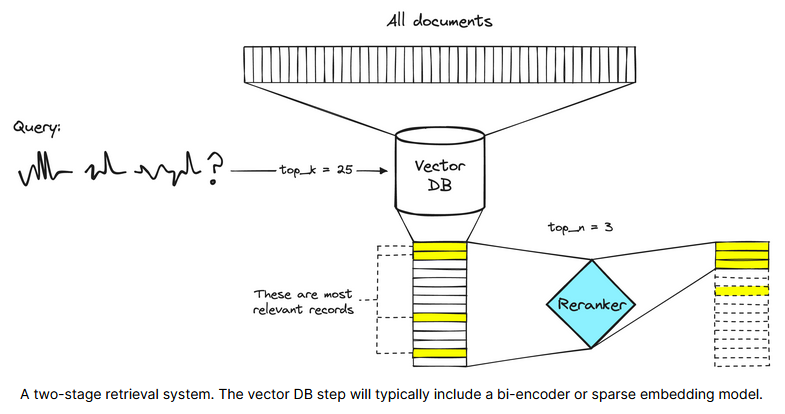 All documents
Query:
?
top_k = 25
Vector
DB
top_n = 3
These are most
relevant records
Reranker
A two-stage retrieval system. The vector DB step will typically include a bi-encoder or sparse embedding model.